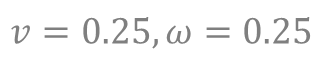 𝑣 = 0.25, 𝜔 = 0.25